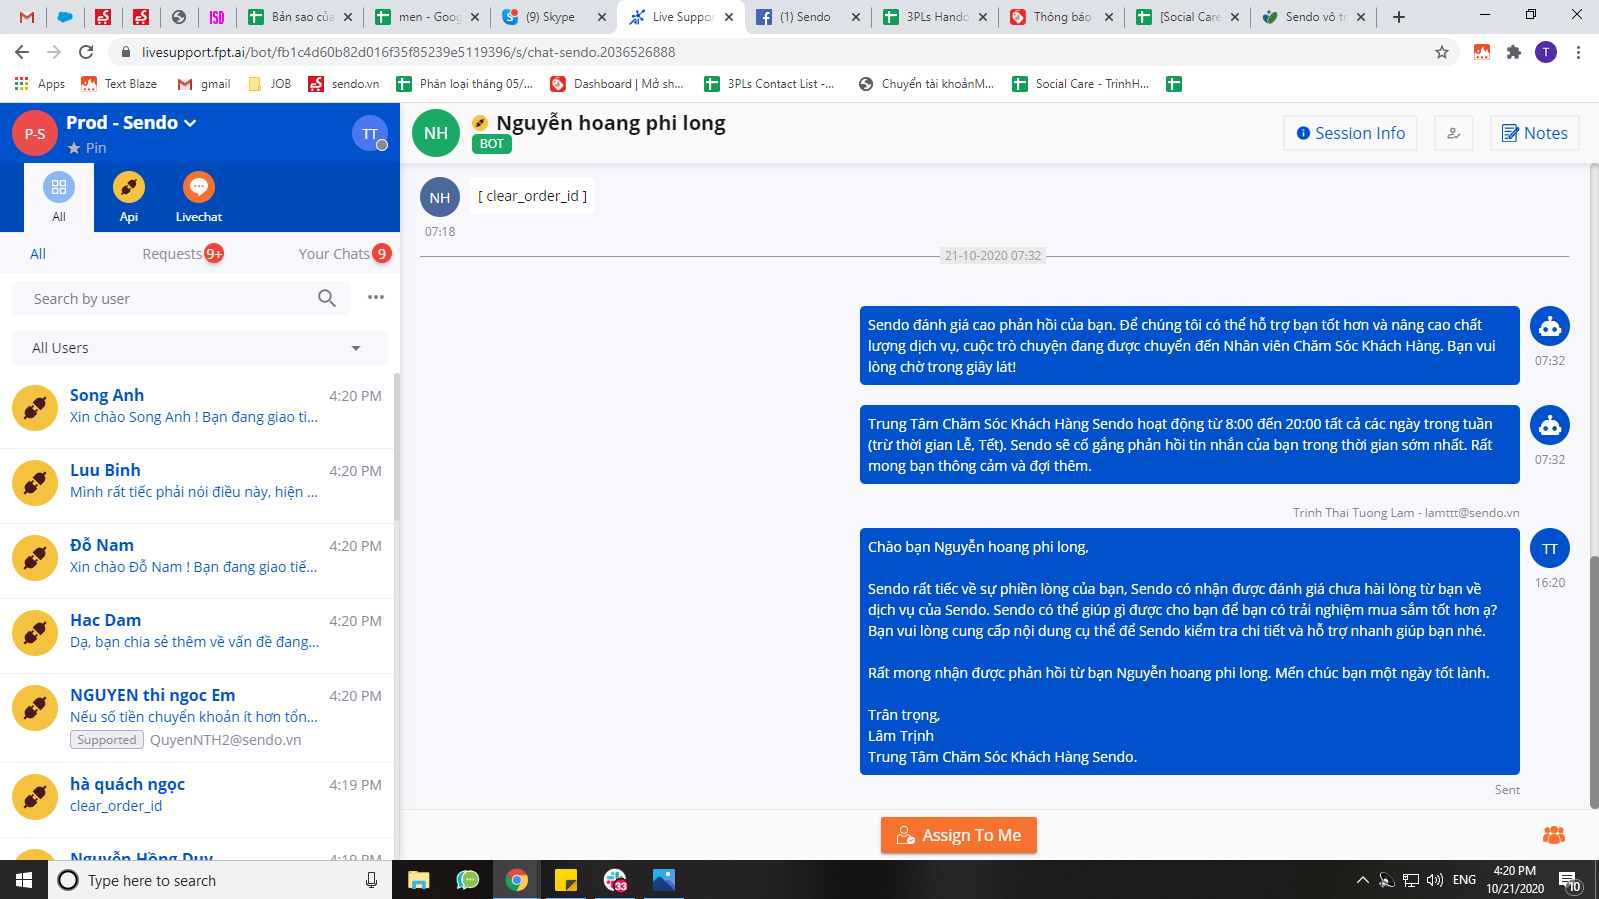 Bản sao củ
men - Goog
(9) Skype
Live Suppor
(1) Sendo
3PLs Hando
Thông báo
[Social Care
Sendo vô tr
livesupport.fpt.ai/bot/fb1c4d60b82d016f35f85239e5119396/s/chat-sendo.2036526888
T
Apps
Text Blaze
gmail
JOB
sendo.vn
Phân loại tháng 05/...
Dashboard | Mở sh...
3PLs Contact List -...
Chuyển tài khoảnM...
Social Care - TrinhH...
P-S
Prod - Sendo
Pin
TT
All
Api
Livechat
All
Requests 9+
Your Chats 9
Search by user
All Users
Song Anh
4:20 PM
Xin chào Song Anh ! Bạn đang giao ti...
Luu Binh
4:20 PM
Mình rất tiếc phải nói điều này, hiện ...
Đỗ Nam
4:20 PM
Xin chào Đỗ Nam ! Bạn đang giao tiế...
Hac Dam
4:20 PM
Dạ, bạn chia sẻ thêm về vấn đề đang...
NGUYEN thi ngoc Em
4:20 PM
Nếu số tiền chuyển khoản ít hơn tổn...
Supported QuyenNTH2@sendo.vn
hà quách ngọc
4:19 PM
clear_order_id
Nguyễn Hồng Duy
4:19 PM
NH
Nguyễn hoang phi long
BOT
Session Info
Notes
NH
[ clear_order_id ]
07:18
21-10-2020 07:32
Sendo đánh giá cao phản hồi của bạn. Để chúng tôi có thể hỗ trợ bạn tốt hơn và nâng cao chất
lượng dịch vụ, cuộc trò chuyện đang được chuyển đến Nhân viên Chăm Sóc Khách Hàng. Bạn vui
lòng chờ trong giây lát!
07:32
Trung Tâm Chăm Sóc Khách Hàng Sendo hoạt động từ 8:00 đến 20:00 tất cả các ngày trong tuần
(trừ thời gian Lễ, Tết). Sendo sẽ cố gắng phản hồi tin nhắn của bạn trong thời gian sớm nhất. Rất
mong bạn thông cảm và đợi thêm.
07:32
Trinh Thai Tuong Lam - lamttt@sendo.vn
Chào bạn Nguyễn hoang phi long,
TT
16:20
Sendo rất tiếc về sự phiền lòng của bạn, Sendo có nhận được đánh giá chưa hài lòng từ bạn về
dịch vụ của Sendo. Sendo có thể giúp gì được cho bạn để bạn có trải nghiệm mua sắm tốt hơn ạ?
Bạn vui lòng cung cấp nội dung cụ thể để Sendo kiểm tra chi tiết và hỗ trợ nhanh giúp bạn nhé.
Rất mong nhận được phản hồi từ bạn Nguyễn hoang phi long. Mến chúc bạn một ngày tốt lành.
Trân trọng,
Lâm Trịnh
Trung Tâm Chăm Sóc Khách Hàng Sendo.
Sent
Assign To Me
Type here to search
33
ENG
4:20 PM
10/21/2020
10